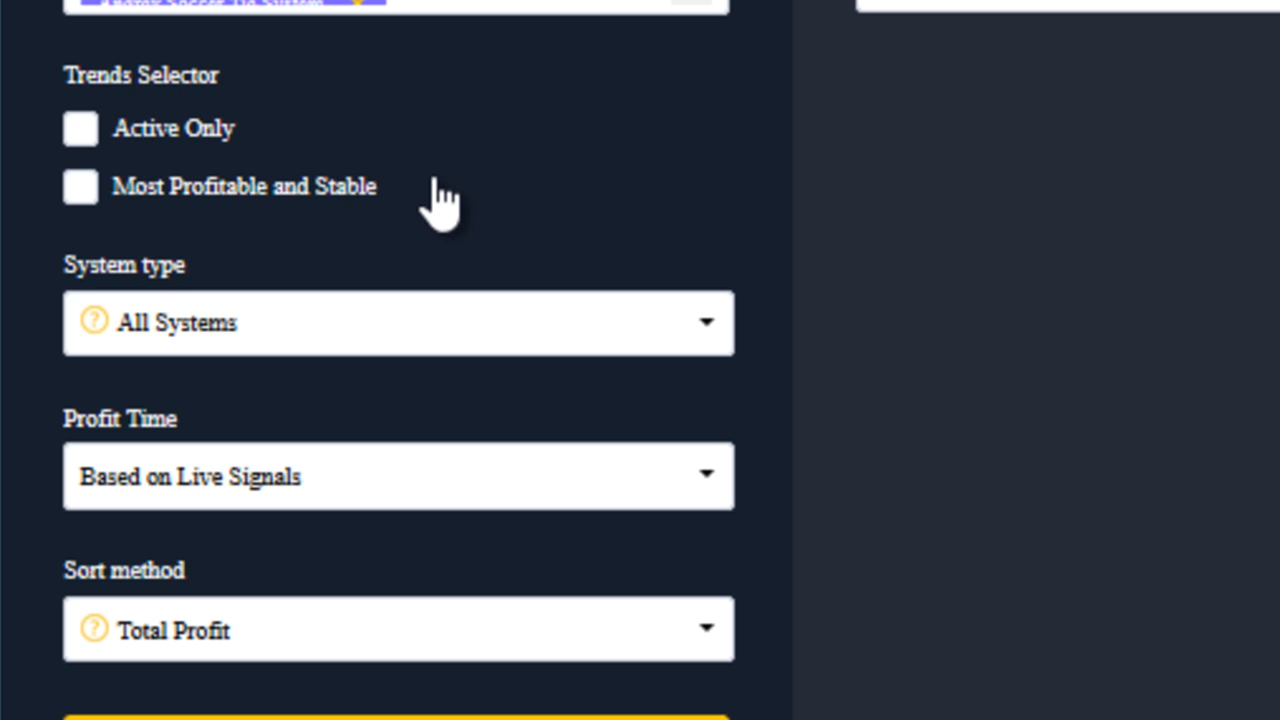 Trends Selector
Active Only
Most Profitable and Stable
System type
All Systems
Profit Time
Based on Live Signals
Sort method
Total Profit